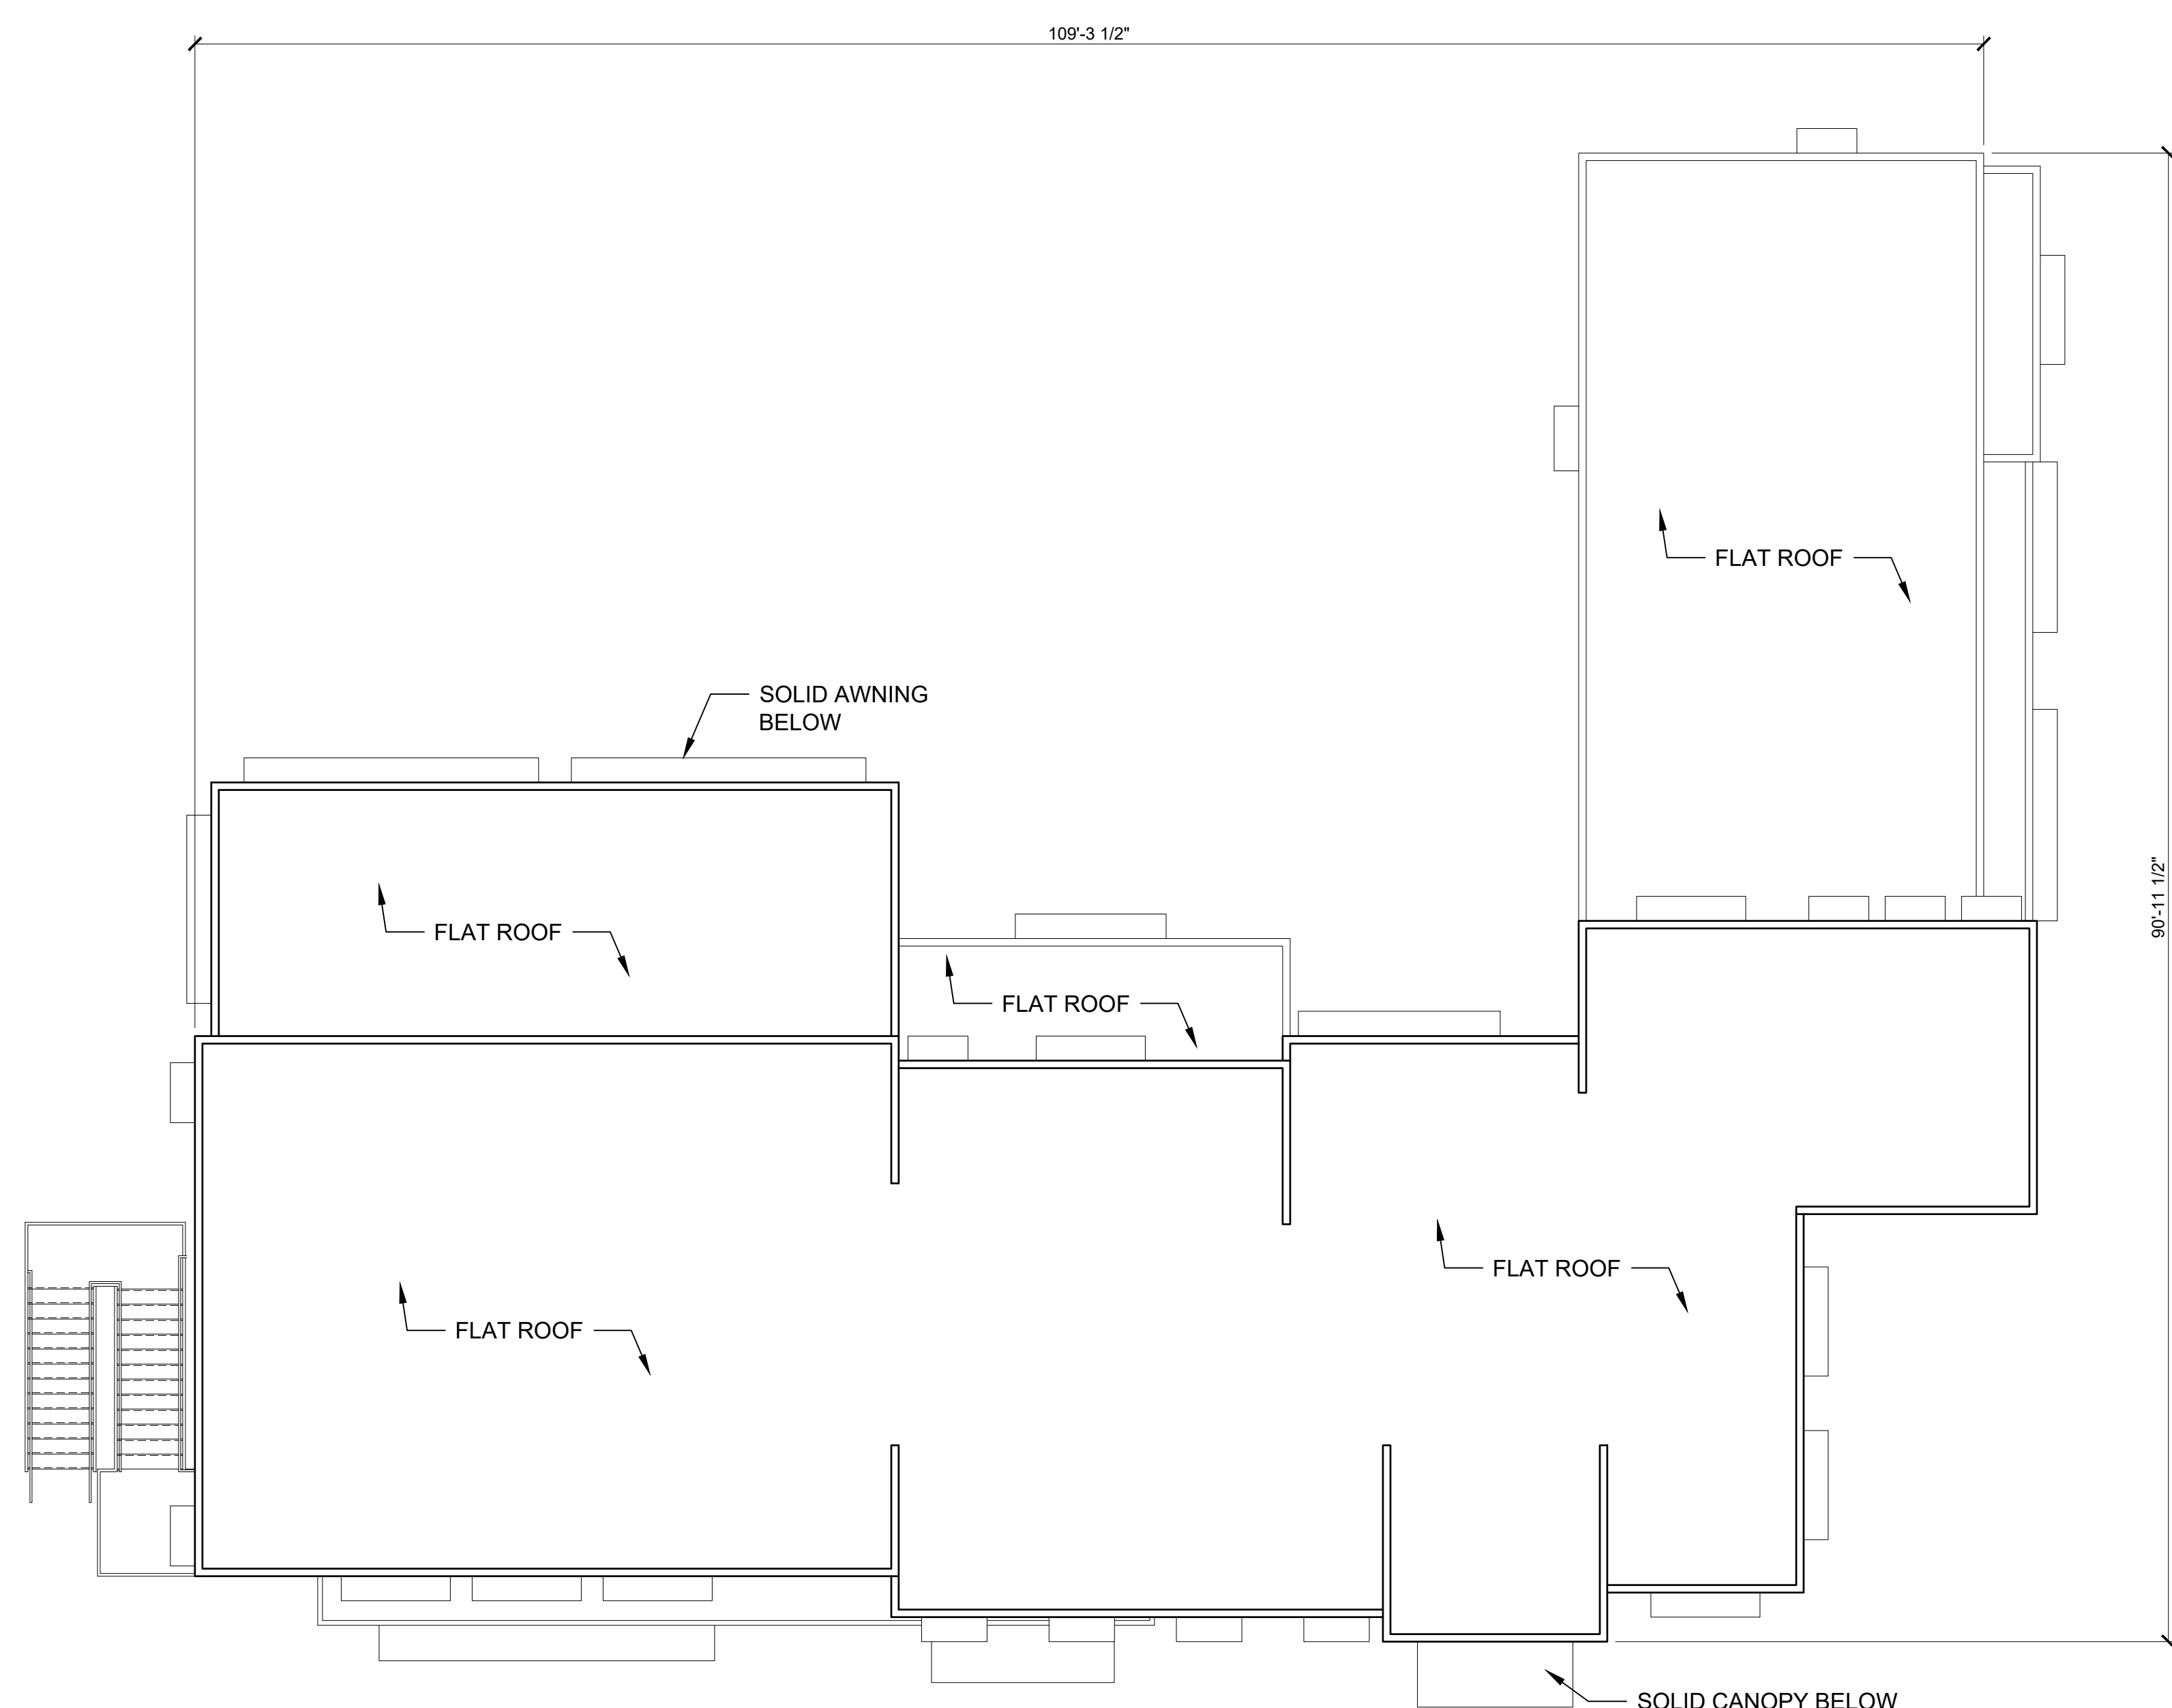 109'-3 1/2"
FLAT ROOF
SOLID AWNING
BELOW
90'-11 1/2"
FLAT ROOF
FLAT ROOF
FLAT ROOF
FLAT ROOF
SOLID CANOPY BELOW